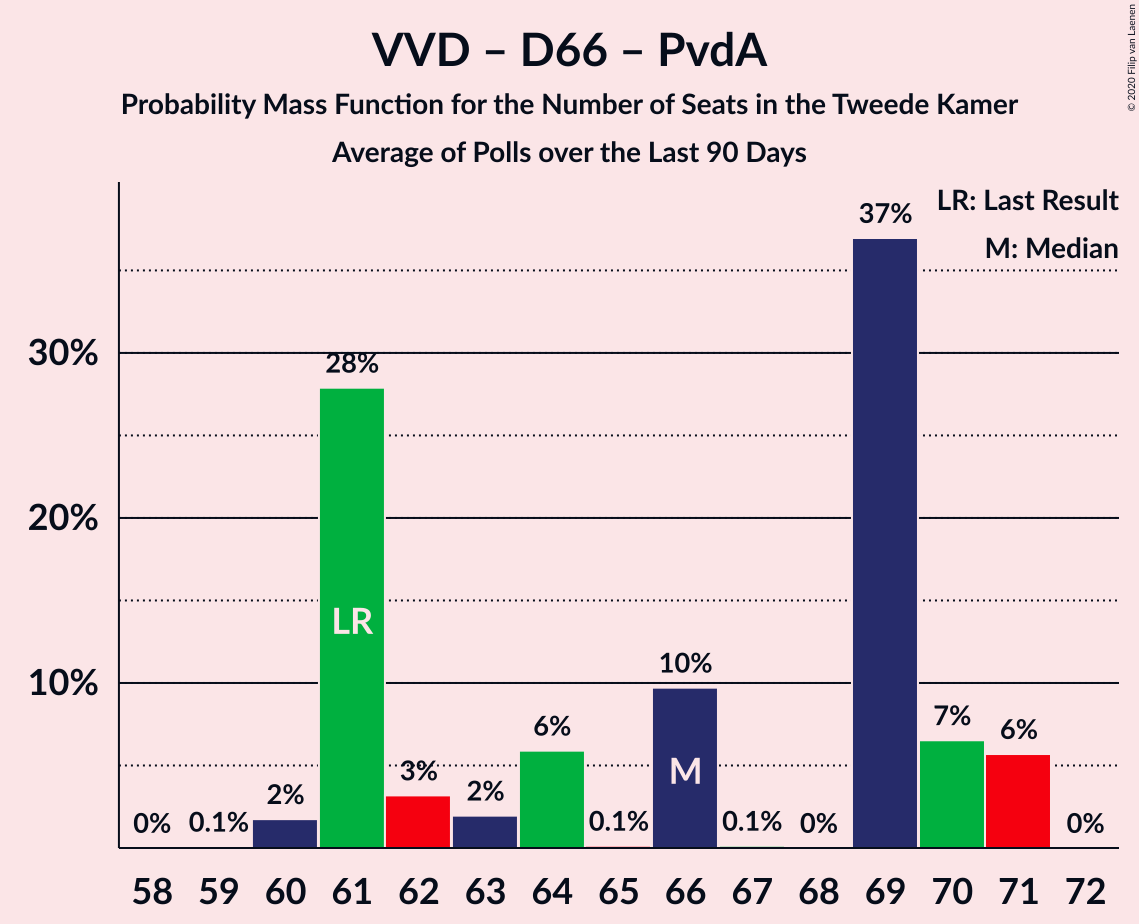 VVD – D66 – PvdA
Probability Mass Function for the Number of Seats in the Tweede Kamer
Average of Polls over the Last 90 Days
© 2020 Filip van Laenen
LR: Last Result
M: Median
30%
20%
10%
0%
0.1%
2%
28%
3%
2%
6%
0.1%
10%
0.1%
0%
37%
7%
6%
0%
LR
M
58 59 60 61 62 63 64 65 66 67 68 69 70 71 72